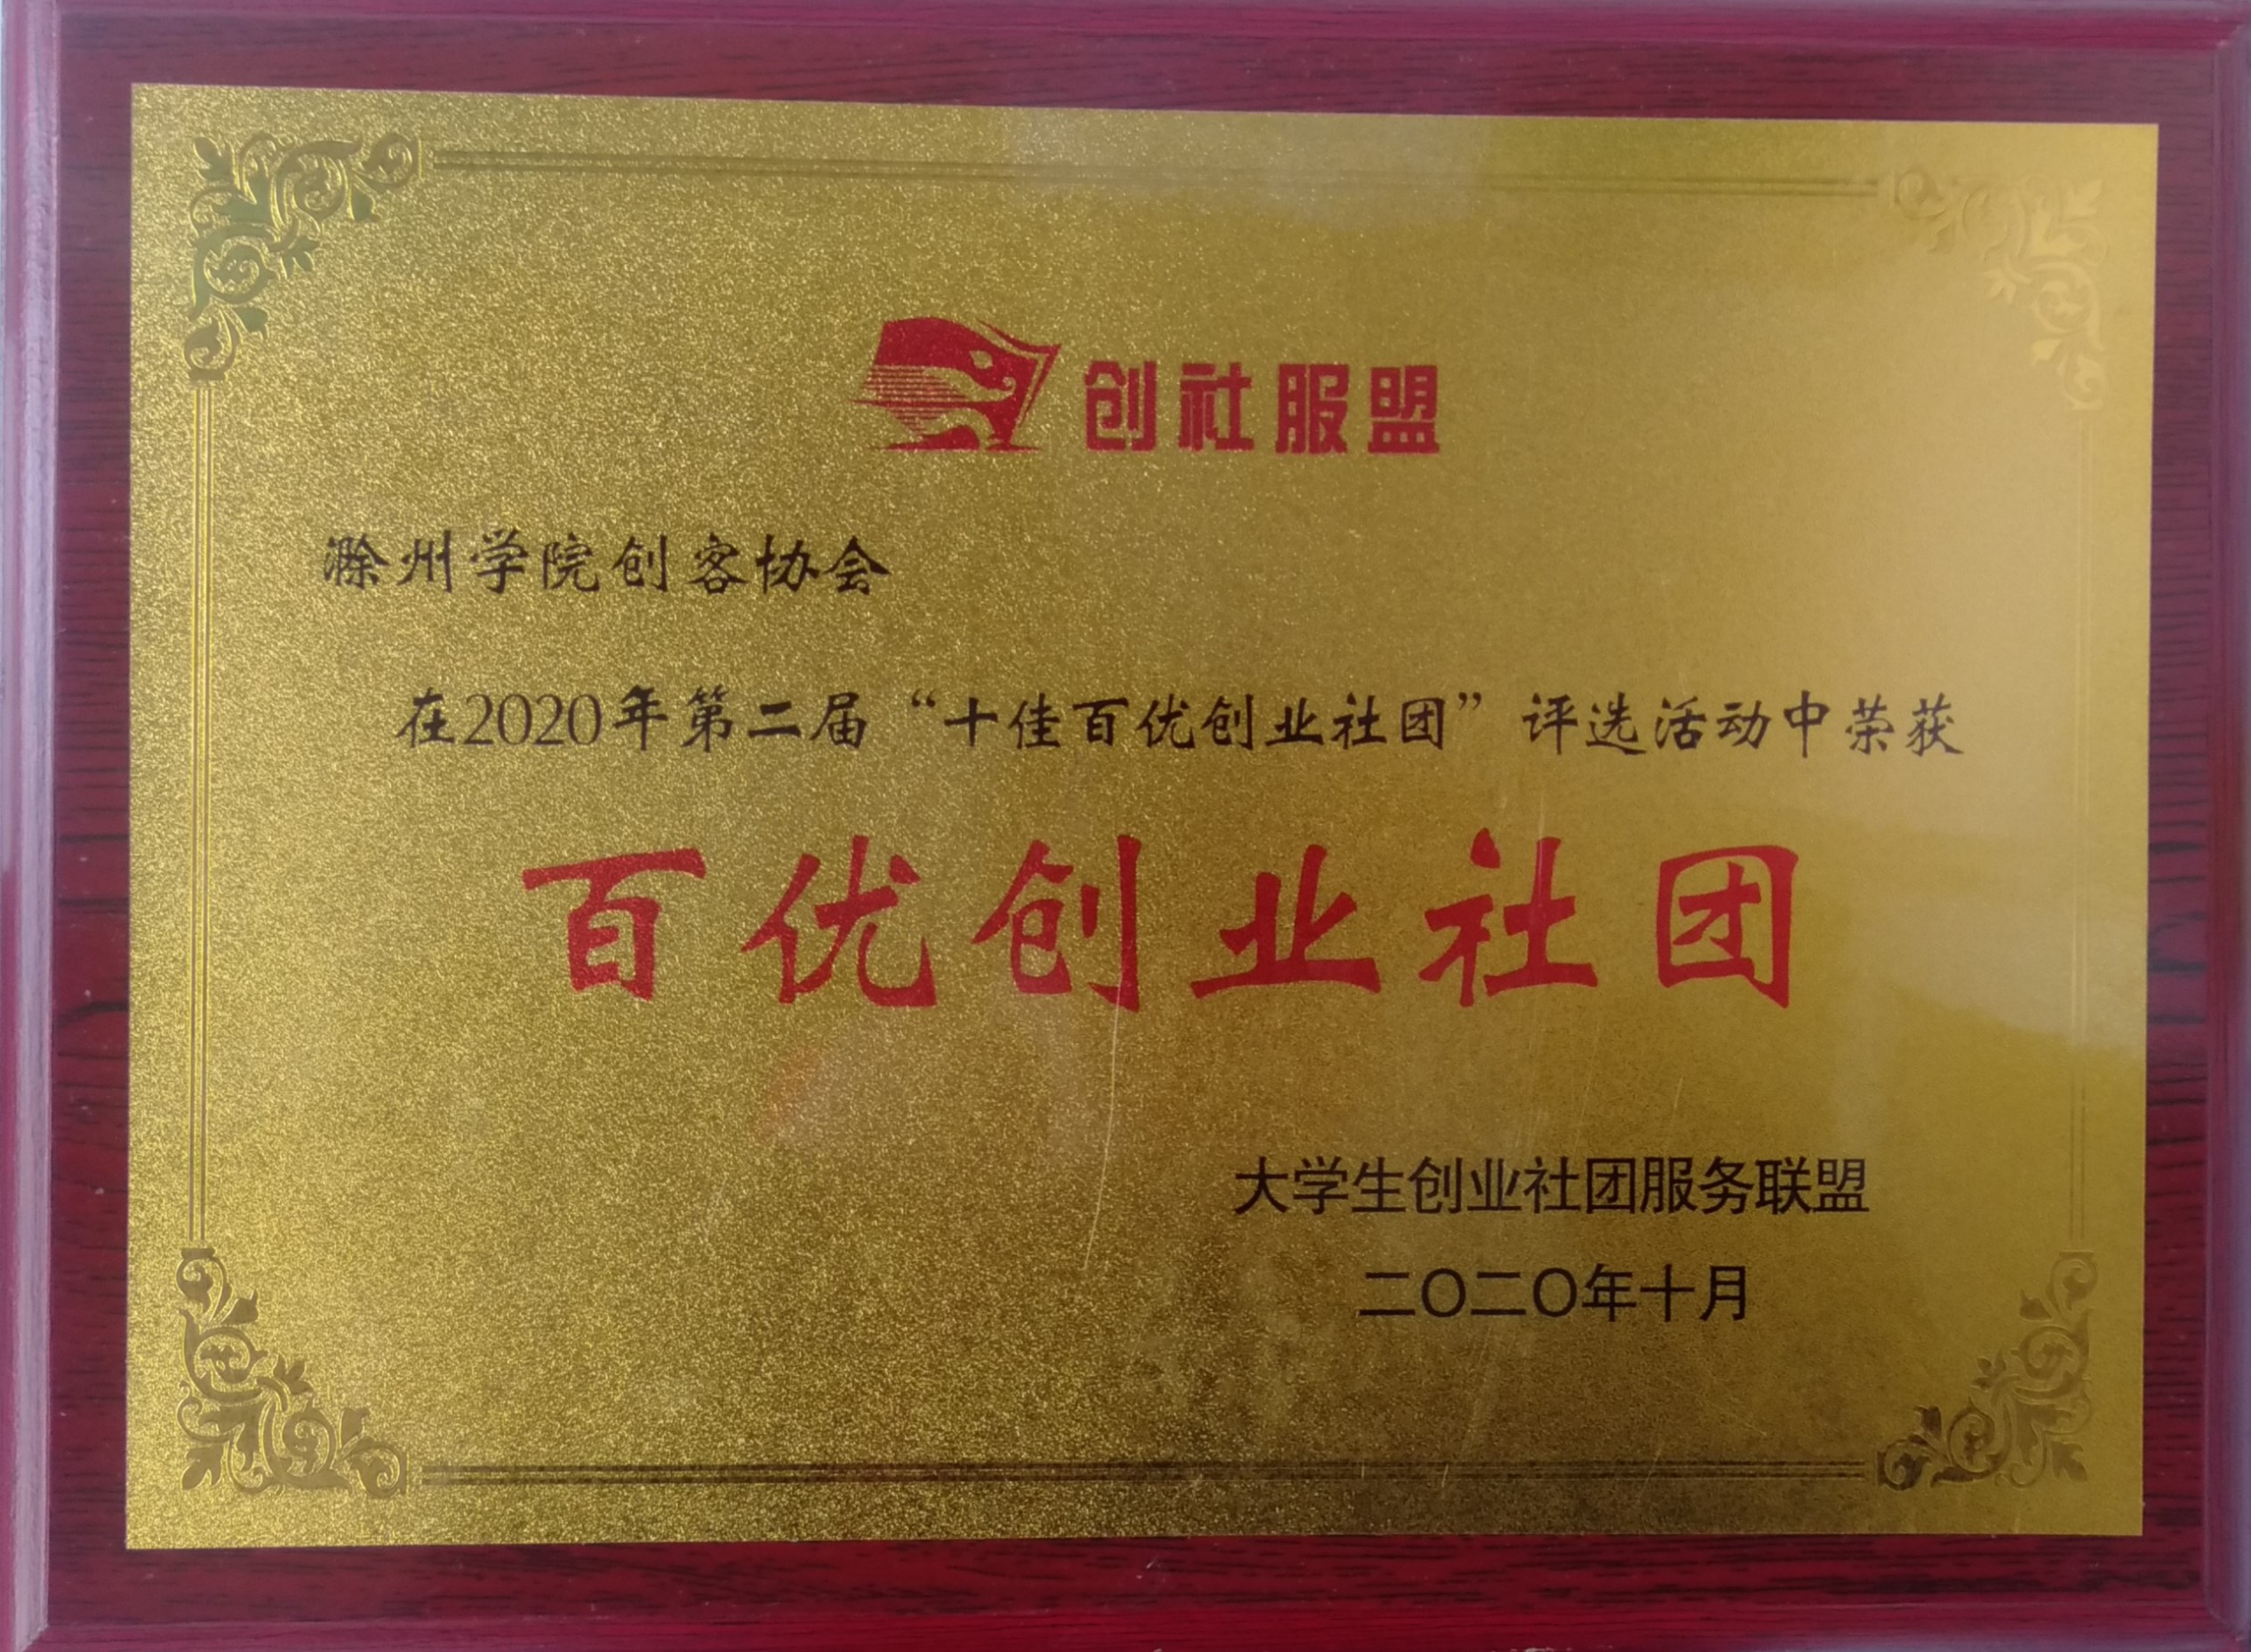 创社服盟
滁州学院创客协会
在2020年第二届“十佳百优创业社团”评选活动中荣获
百优创业社团
大学生创业社团服务联盟
二〇二〇年十月